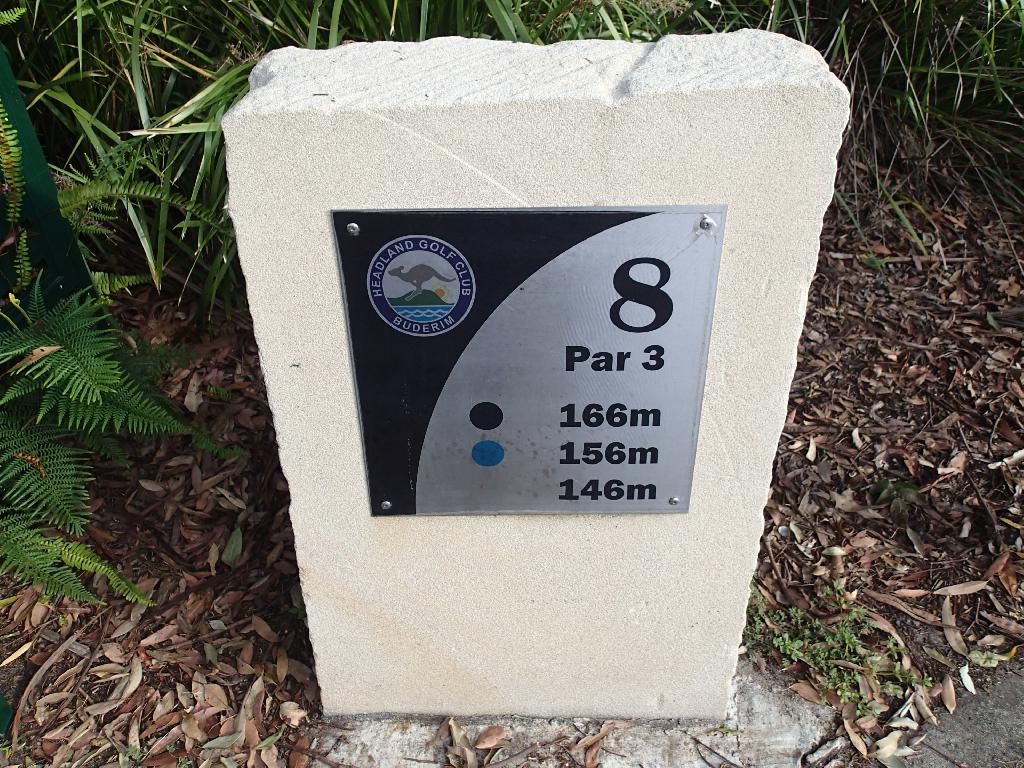 HEADLAND GOLF CLUB
BUDERIM
8
Par 3
166m
156m
146m